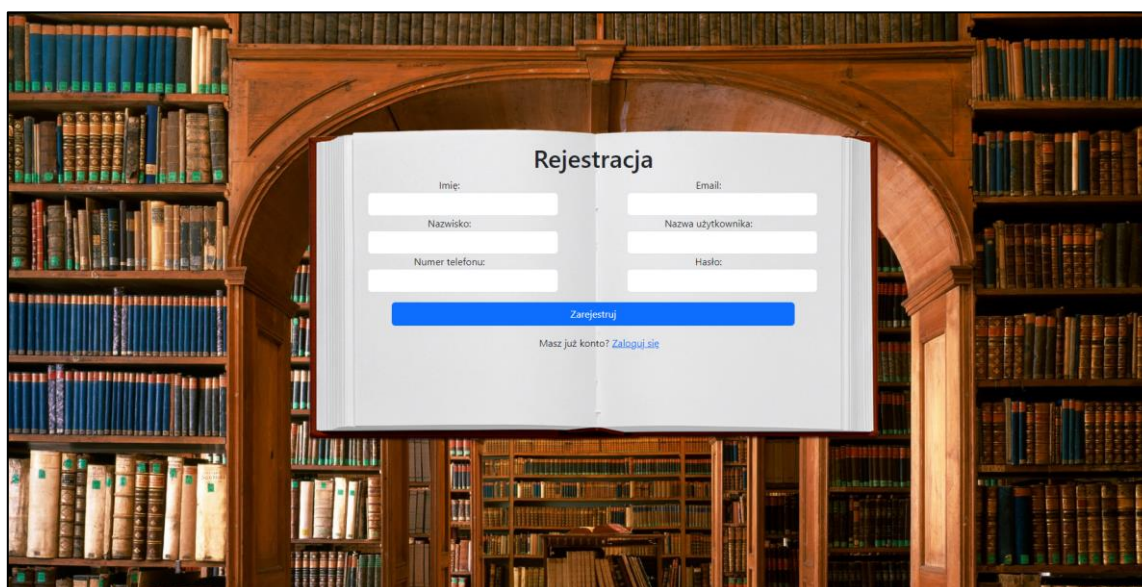 Rejestracja
Imię:
Email:
Nazwisko:
Nazwa użytkownika:
Numer telefonu:
Hasło:
Zarejestruj
Masz już konto? Zaloguj się